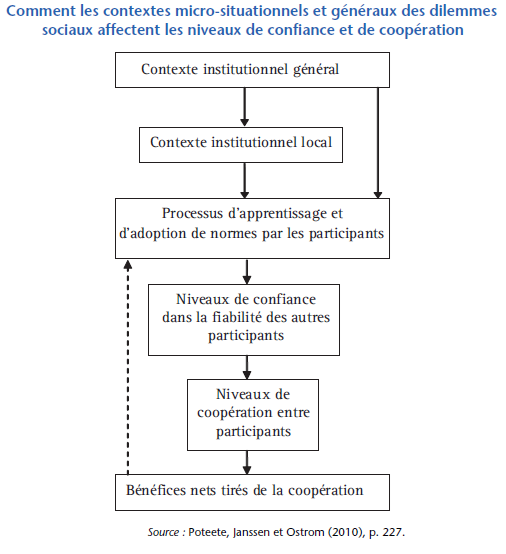 Comment les contextes micro-situationnels et généraux des dilemmes
sociaux affectent les niveaux de confiance et de coopération
Contexte institutionnel général
Contexte institutionnel local
Processus d'apprentissage et
d'adoption de normes par les participants
Niveaux de confiance
dans la fiabilité des autres
participants
Niveaux de
coopération entre
participants
Bénéfices nets tirés de la coopération
Source : Poteete, Janssen et Ostrom (2010), p. 227.